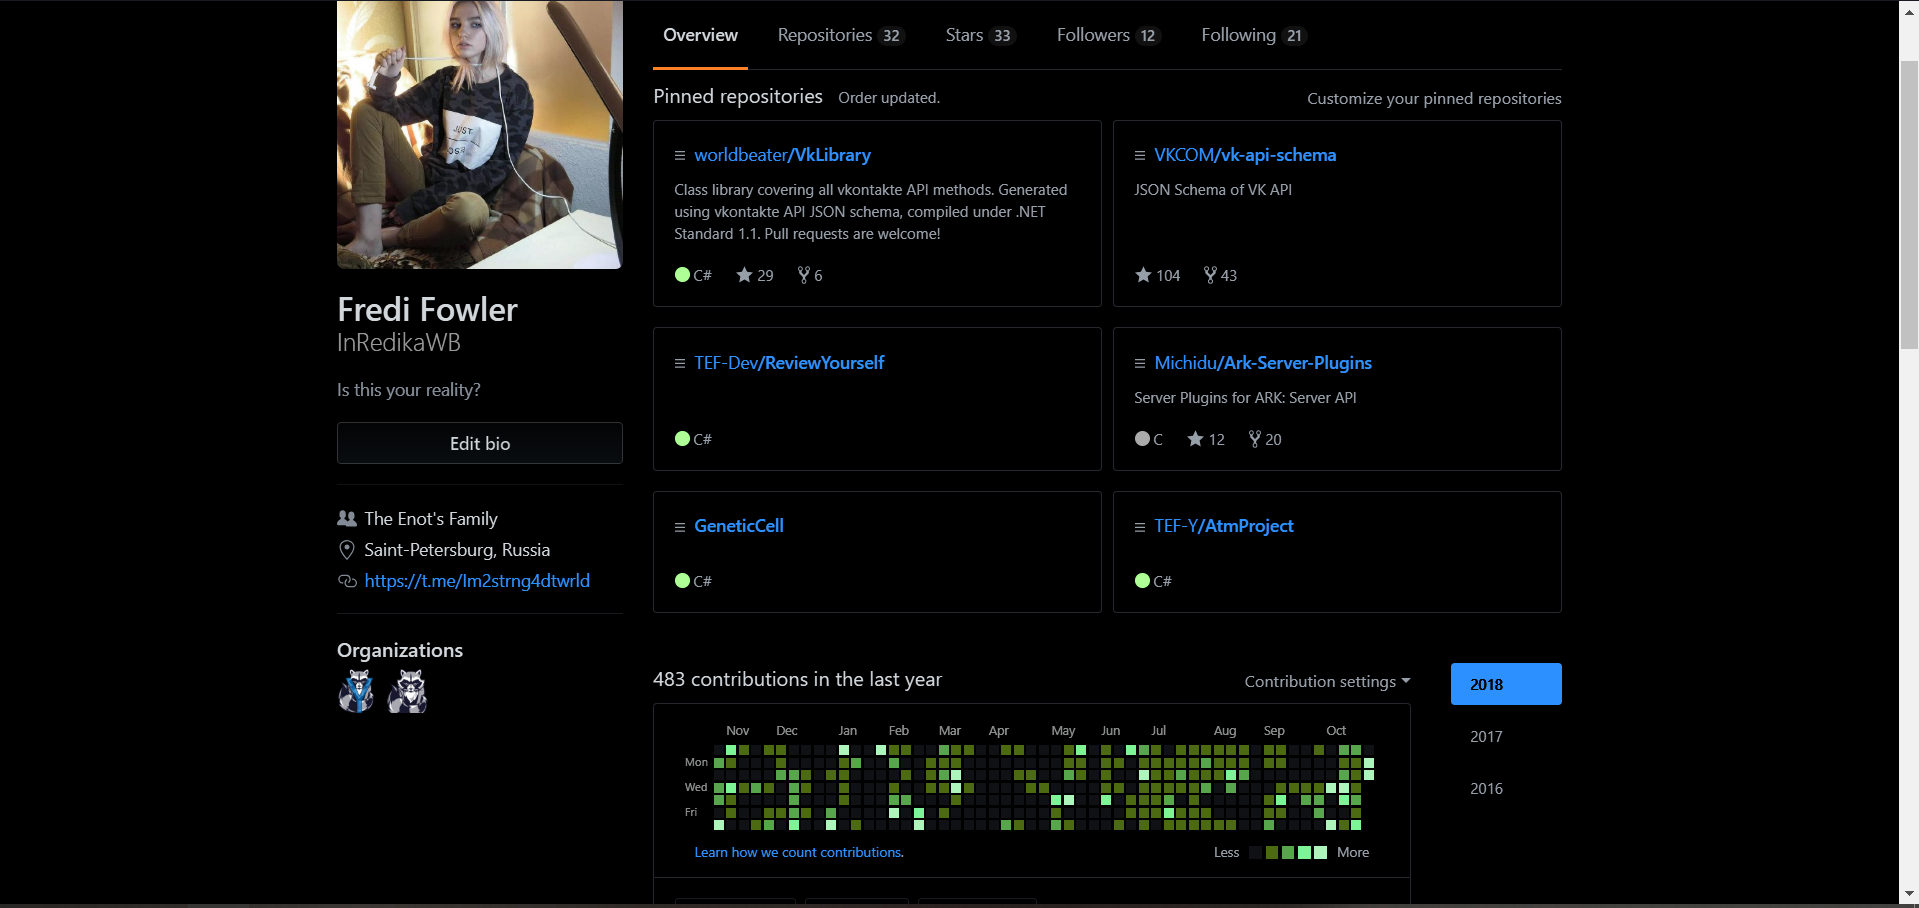 Overview
Repositories 32
Stars 33
Followers 12
Following 21
JUST
Pinned repositories
Order updated.
Customize your pinned repositories
worldbeater/VkLibrary
Class library covering all vkontakte API methods. Generated
using vkontakte API JSON schema, compiled under .NET
Standard 1.1. Pull requests are welcome!
C# 29 6
VKCOM/vk-api-schema
JSON Schema of VK API
104 43
Fredi Fowler
InRedikaWB
Is this your reality?
Edit bio
The Enot's Family
Saint-Petersburg, Russia
https://t.me/Im2strng4dtwrld
Organizations
TEF-Dev/ReviewYourself
C#
Michidu/Ark-Server-Plugins
Server Plugins for ARK: Server API
C 12 20
GeneticCell
C#
TEF-Y/AtmProject
C#
483 contributions in the last year
Contribution settings
2018
2017
2016
Nov Dec Jan Feb Mar Apr May Jun Jul Aug Sep Oct
Mon
Wed
Fri
Learn how we count contributions.
Less
More